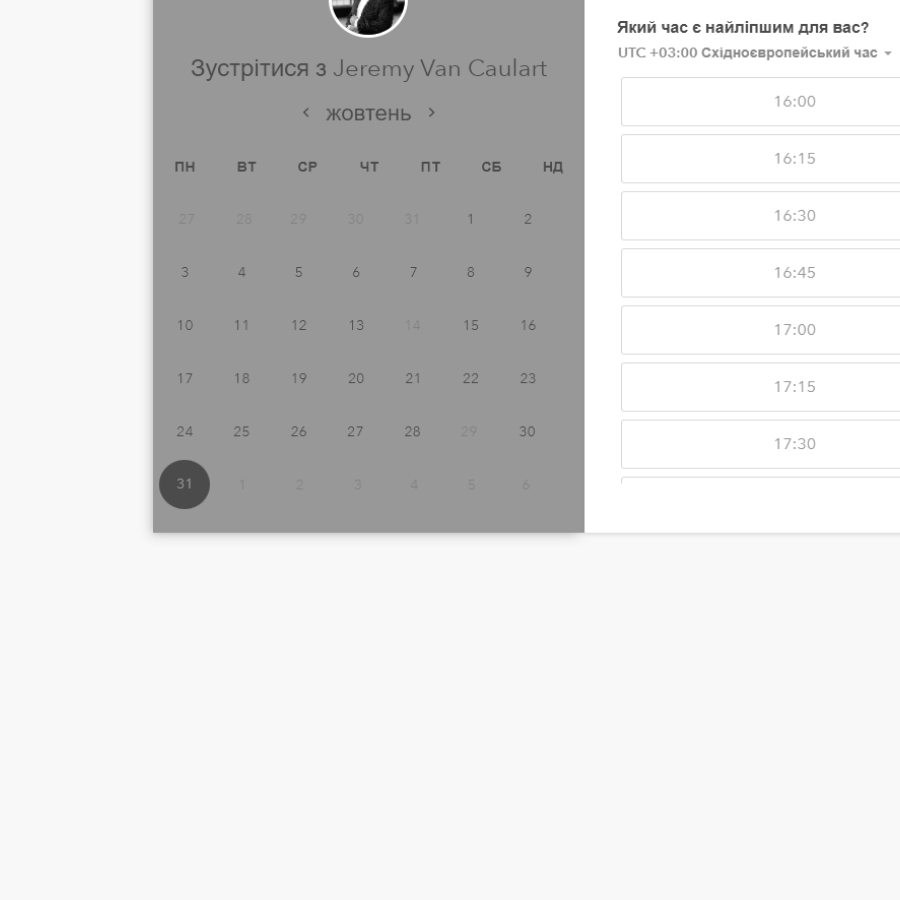 Зустрітися з Jeremy Van Caulart
жовтень
ПН ВТ СР ЧТ ПТ СБ НД
27 28 29 30 31 1 2
3 4 5 6 7 8 9
10 11 12 13 14 15 16
17 18 19 20 21 22 23
24 25 26 27 28 29 30
31 1 2 3 4 5 6
Який час є найліпшим для вас?
UTC +03:00 Східноєвропейський час
16:00
16:15
16:30
16:45
17:00
17:15
17:30